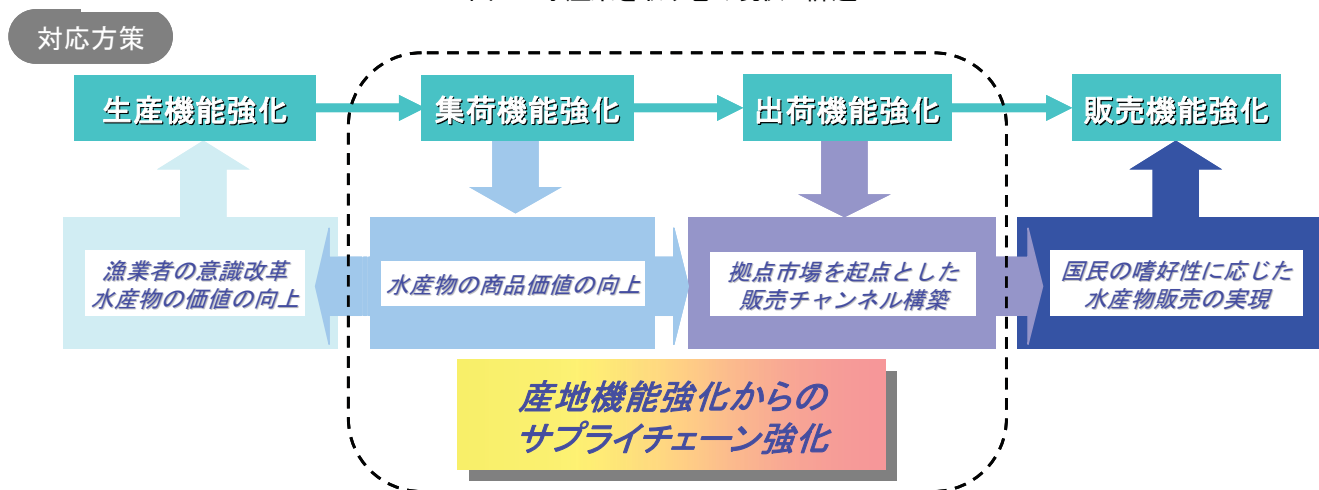 対応方策
生産機能強化
集荷機能強化
出荷機能強化
販売機能強化
漁業者の意識改革
水産物の価値の向上
水産物の商品価値の向上
拠点市場を起点とした
販売チャンネル構築
国民の嗜好性に応じた
水産物販売の実現
産地機能強化からの
サプライチェーン強化